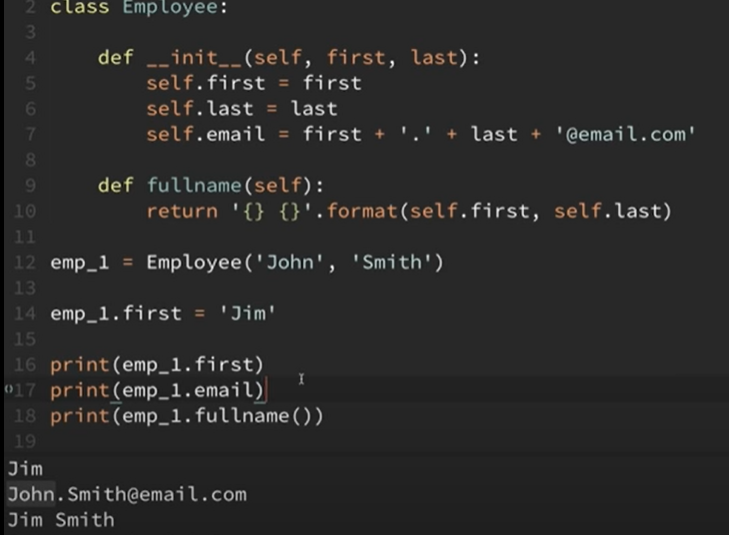 2 class Employee:
3
4     def __init__(self, first, last):
5         self.first = first
6         self.last = last
7         self.email = first + '.' + last + '@email.com'
8
9     def fullname(self):
10         return '{} {}'.format(self.first, self.last)
11
12 emp_1 = Employee('John', 'Smith')
13
14 emp_1.first = 'Jim'
15
16 print(emp_1.first)
17 print(emp_1.email)
18 print(emp_1.fullname())
19
Jim
John.Smith@email.com
Jim Smith